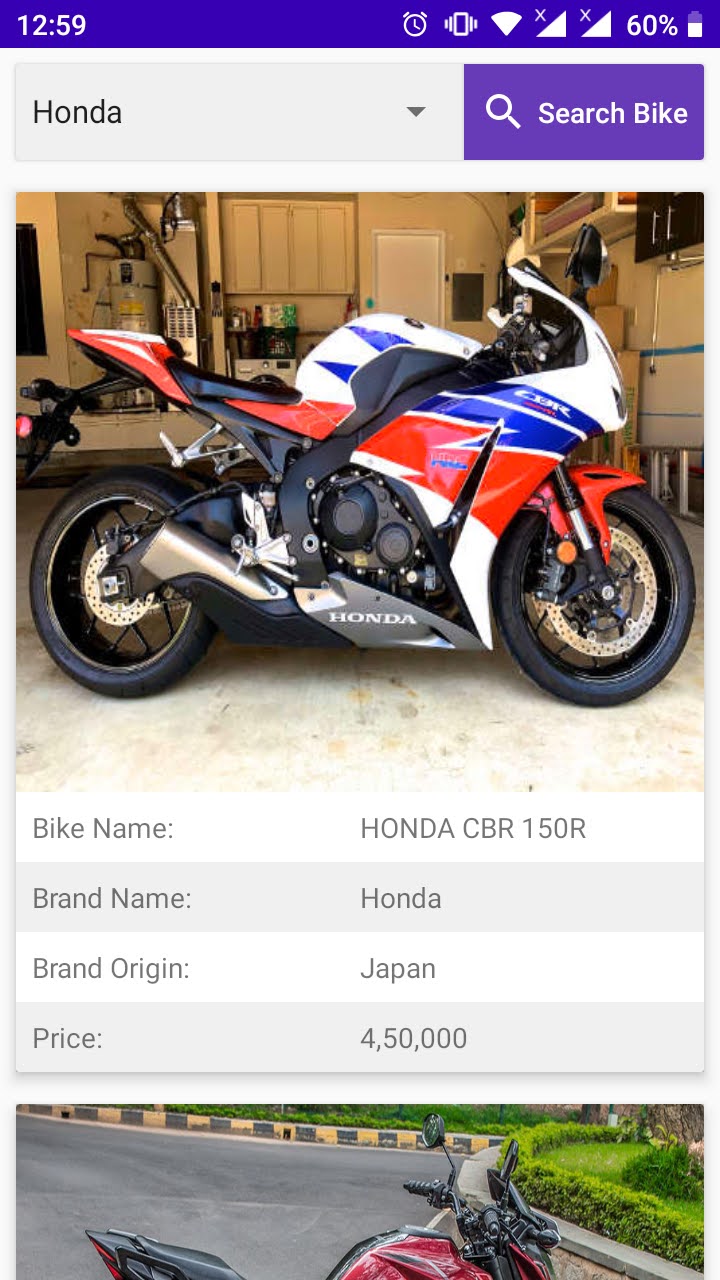 12:59
X X 60%
Honda
Search Bike
CBR
HONDA
Bike Name: HONDA CBR 150R
Brand Name: Honda
Brand Origin: Japan
Price: 4,50,000